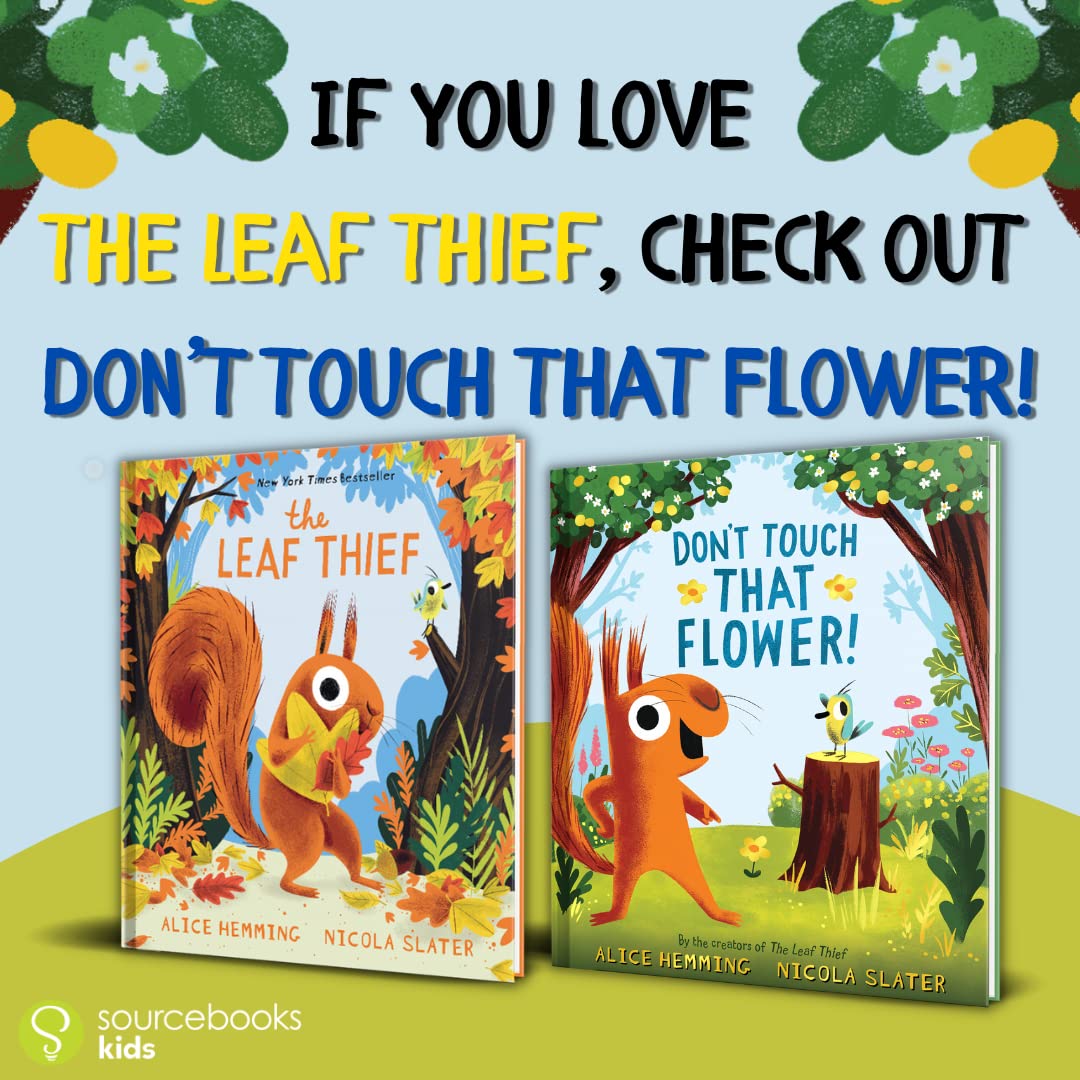 IF YOU LOVE
THE LEAF THIEF, CHECK OUT
DON'T TOUCH THAT FLOWER!
New York Times Bestseller
the
LEAF THIEF
ALICE HEMMING NICOLA SLATER
DON'T TOUCH
THAT
FLOWER!
By the creators of The Leaf Thief
ALICE HEMMING NICOLA SLATER
sourcebooks
kids